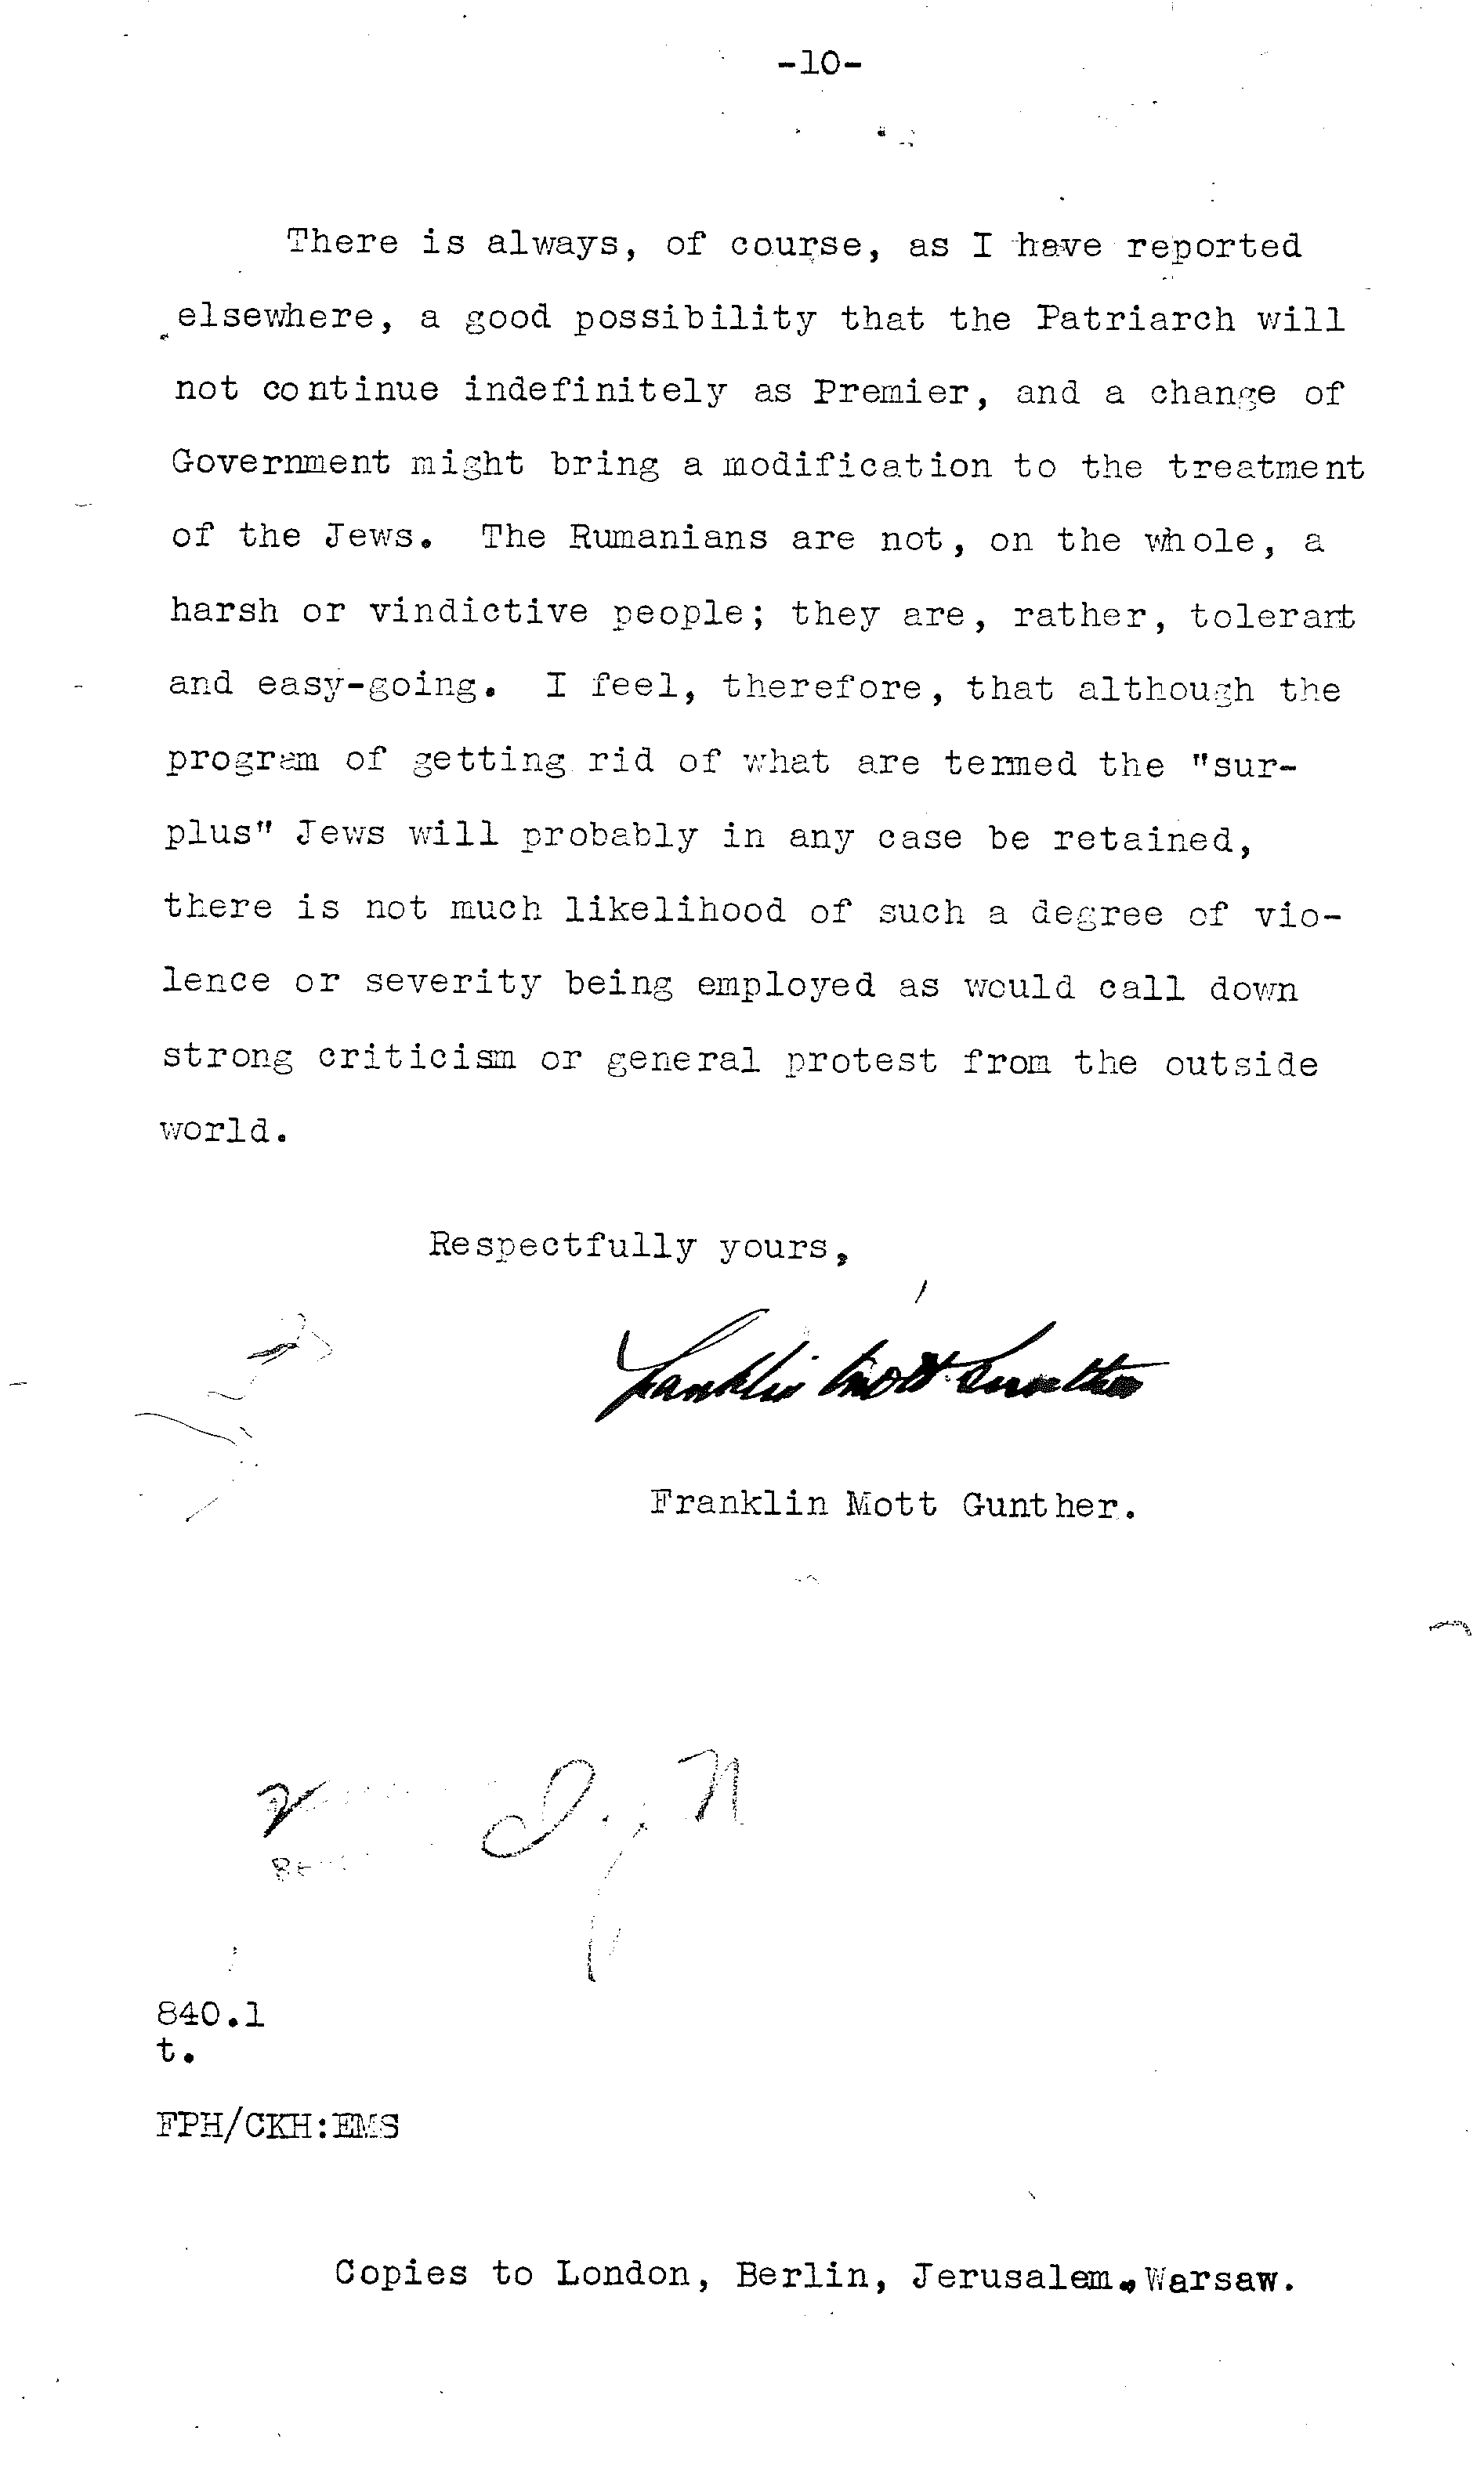 -10-
There is always, of course, as I have reported
elsewhere, a good possibility that the Patriarch will
not continue indefinitely as Premier, and a change of
Government might bring a modification to the treatment
of the Jews. The Rumanians are not, on the whole, a
harsh or vindictive people; they are, rather, tolerant
and easy-going. I feel, therefore, that although the
program of getting rid of what are termed the "sur-
plus" Jews will probably in any case be retained,
there is not much likelihood of such a degree of vio-
lence or severity being employed as would call down
strong criticism or general protest from the outside
world.
Respectfully yours,
Franklin Mott Gunther
Franklin Mott Gunther.
840.1
t.
FPH/CKH:EMS
Copies to London, Berlin, Jerusalem, Warsaw.